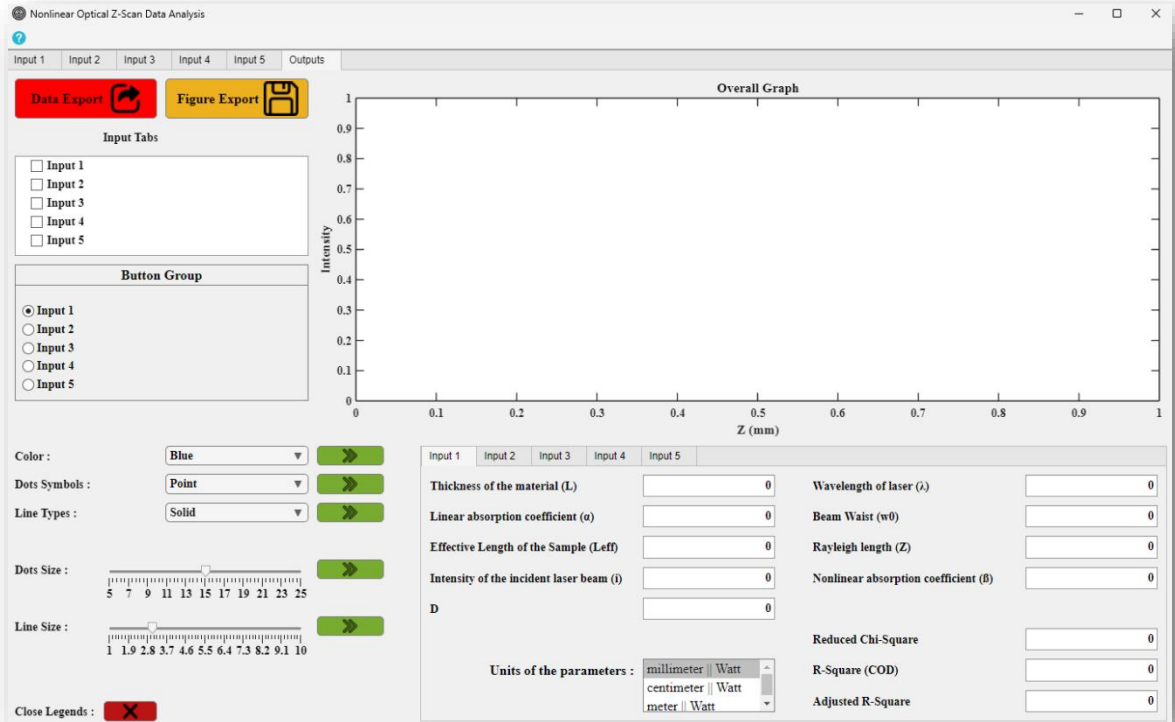 Nonlinear Optical Z-Scan Data Analysis
?
Input 1 Input 2 Input 3 Input 4 Input 5 Outputs
Data Export Figure Export
Input Tabs
Input 1
Input 2
Input 3
Input 4
Input 5
Button Group
Input 1
Input 2
Input 3
Input 4
Input 5
Overall Graph
Intensity
1
0.9
0.8
0.7
0.6
0.5
0.4
0.3
0.2
0.1
0
0 0.1 0.2 0.3 0.4 0.5 0.6 0.7 0.8 0.9 1
Z (mm)
Color : Blue
Dots Symbols : Point
Line Types : Solid
Dots Size :
5 7 9 11 13 15 17 19 21 23 25
Line Size :
1 1.9 2.8 3.7 4.6 5.5 6.4 7.3 8.2 9.1 10
Close Legends :
Input 1 Input 2 Input 3 Input 4 Input 5
Thickness of the material (L) 0
Linear absorption coefficient (α) 0
Effective Length of the Sample (Leff) 0
Intensity of the incident laser beam (i) 0
D 0
Units of the parameters : millimeter || Watt
centimeter || Watt
meter || Watt
Wavelength of laser (λ) 0
Beam Waist (w0) 0
Rayleigh length (Z) 0
Nonlinear absorption coefficient (ß) 0
Reduced Chi-Square 0
R-Square (COD) 0
Adjusted R-Square 0